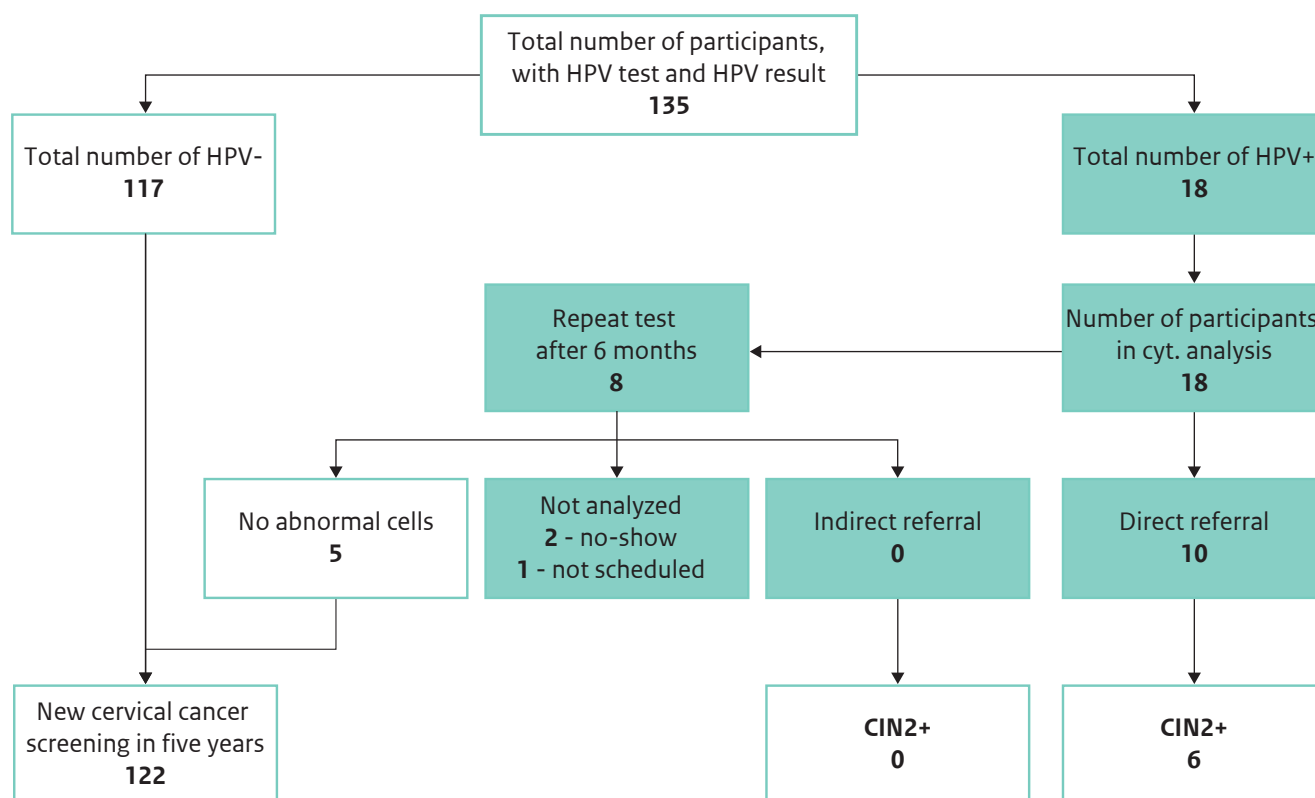 Total number of participants,
with HPV test and HPV result
135
Total number of HPV-
117
Total number of HPV+
18
Repeat test
after 6 months
8
Number of participants
in cyt. analysis
18
No abnormal cells
5
Not analyzed
2 - no-show
1 - not scheduled
Indirect referral
0
Direct referral
10
New cervical cancer
screening in five years
122
CIN2+
0
CIN2+
6